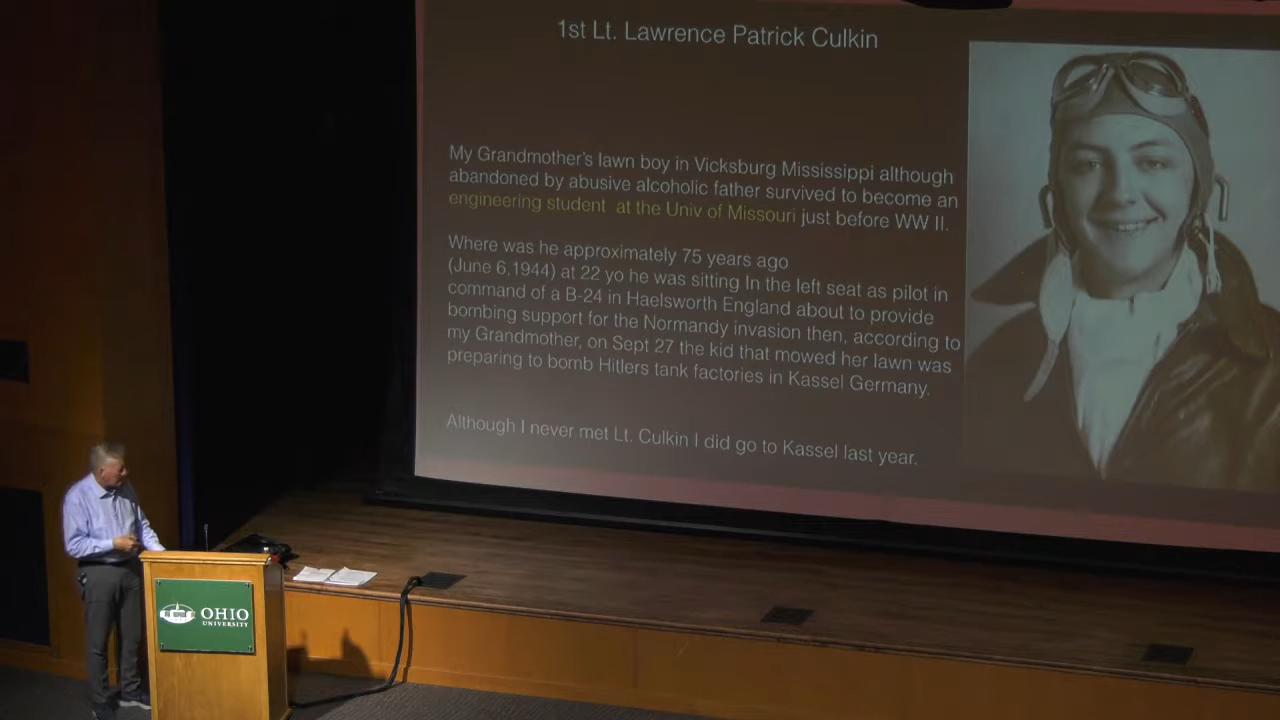 1st Lt. Lawrence Patrick Culkin
My Grandmother's lawn boy in Vicksburg Mississippi although
abandoned by abusive alcoholic father survived to become an
engineering student at the Univ of Missouri just before WW II.
Where was he approximately 75 years ago
(June 6,1944) at 22 yo he was sitting In the left seat as pilot in
command of a B-24 in Haelsworth England about to provide
bombing support for the Normandy invasion then, according to
my Grandmother, on Sept 27 the kid that mowed her lawn was
preparing to bomb Hitlers tank factories in Kassel Germany.
Although I never met Lt. Culkin I did go to Kassel last year.
OHIO
UNIVERSITY